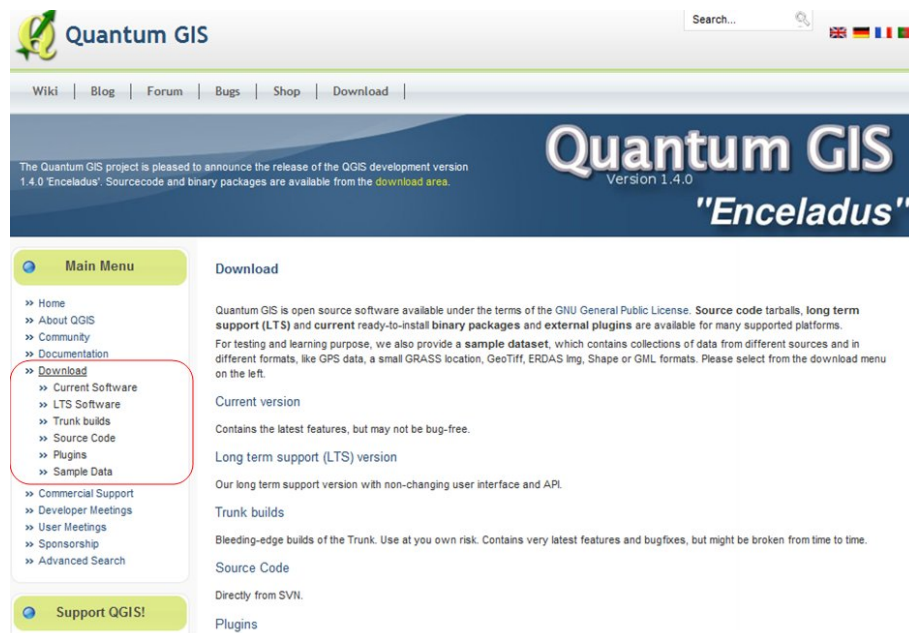 Quantum GIS
Search...
Wiki | Blog | Forum | Bugs | Shop | Download |
The Quantum GIS project is pleased to announce the release of the QGIS development version
1.4.0 'Enceladus'. Sourcecode and binary packages are available from the download area.
Quantum GIS
Version 1.4.0
"Enceladus"
Main Menu
» Home
» About QGIS
» Community
» Documentation
» Download
» Current Software
» LTS Software
» Trunk builds
» Source Code
» Plugins
» Sample Data
» Commercial Support
» Developer Meetings
» User Meetings
» Sponsorship
» Advanced Search
Support QGIS!
Download
Quantum GIS is open source software available under the terms of the GNU General Public License. Source code tarballs, long term
support (LTS) and current ready-to-install binary packages and external plugins are available for many supported platforms.
For testing and learning purpose, we also provide a sample dataset, which contains collections of data from different sources and in
different formats, like GPS data, a small GRASS location, GeoTiff, ERDAS Img, Shape or GML formats. Please select from the download menu
on the left.
Current version
Contains the latest features, but may not be bug-free.
Long term support (LTS) version
Our long term support version with non-changing user interface and API.
Trunk builds
Bleeding-edge builds of the Trunk. Use at you own risk. Contains very latest features and bugfixes, but might be broken from time to time.
Source Code
Directly from SVN.
Plugins